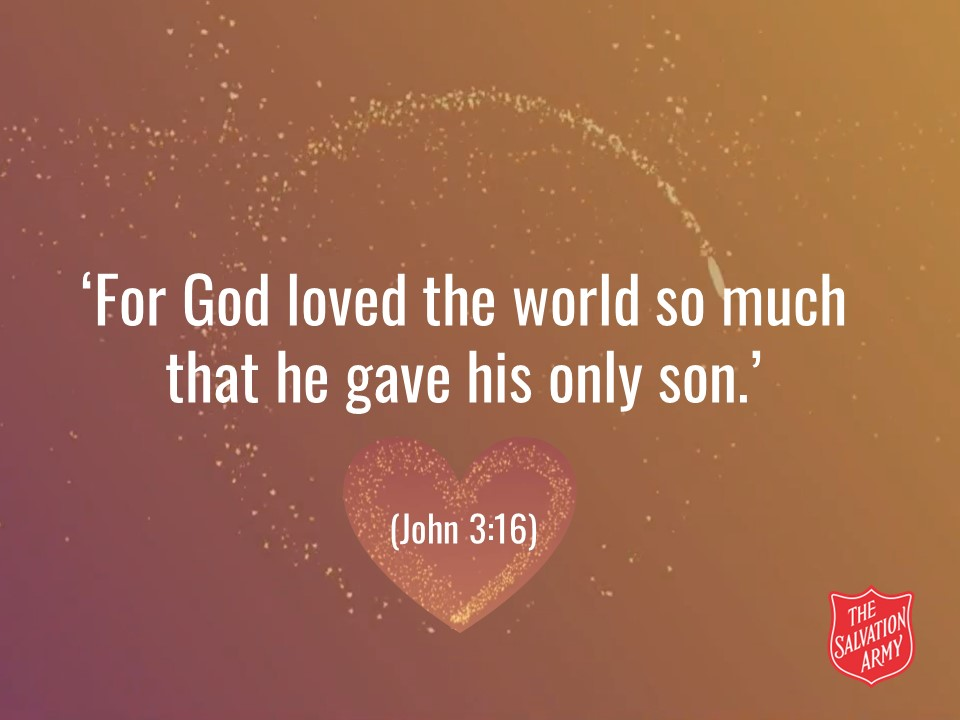 ‘For God loved the world so much
that he gave his only son.’
(John 3:16)
THE
SALVATION
ARMY